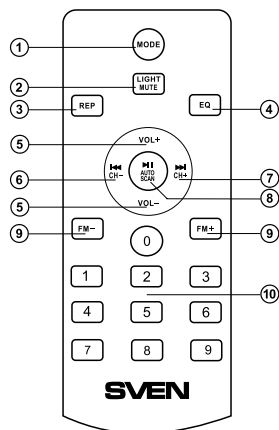 1 MODE
2 LIGHT MUTE
3 REP EQ 4
5 VOL+
6 CH- AUTO SCAN CH+ 7
8
5 VOL-
9 FM- FM+ 9
0
1 2 3
10
4 5 6
7 8 9
SVEN